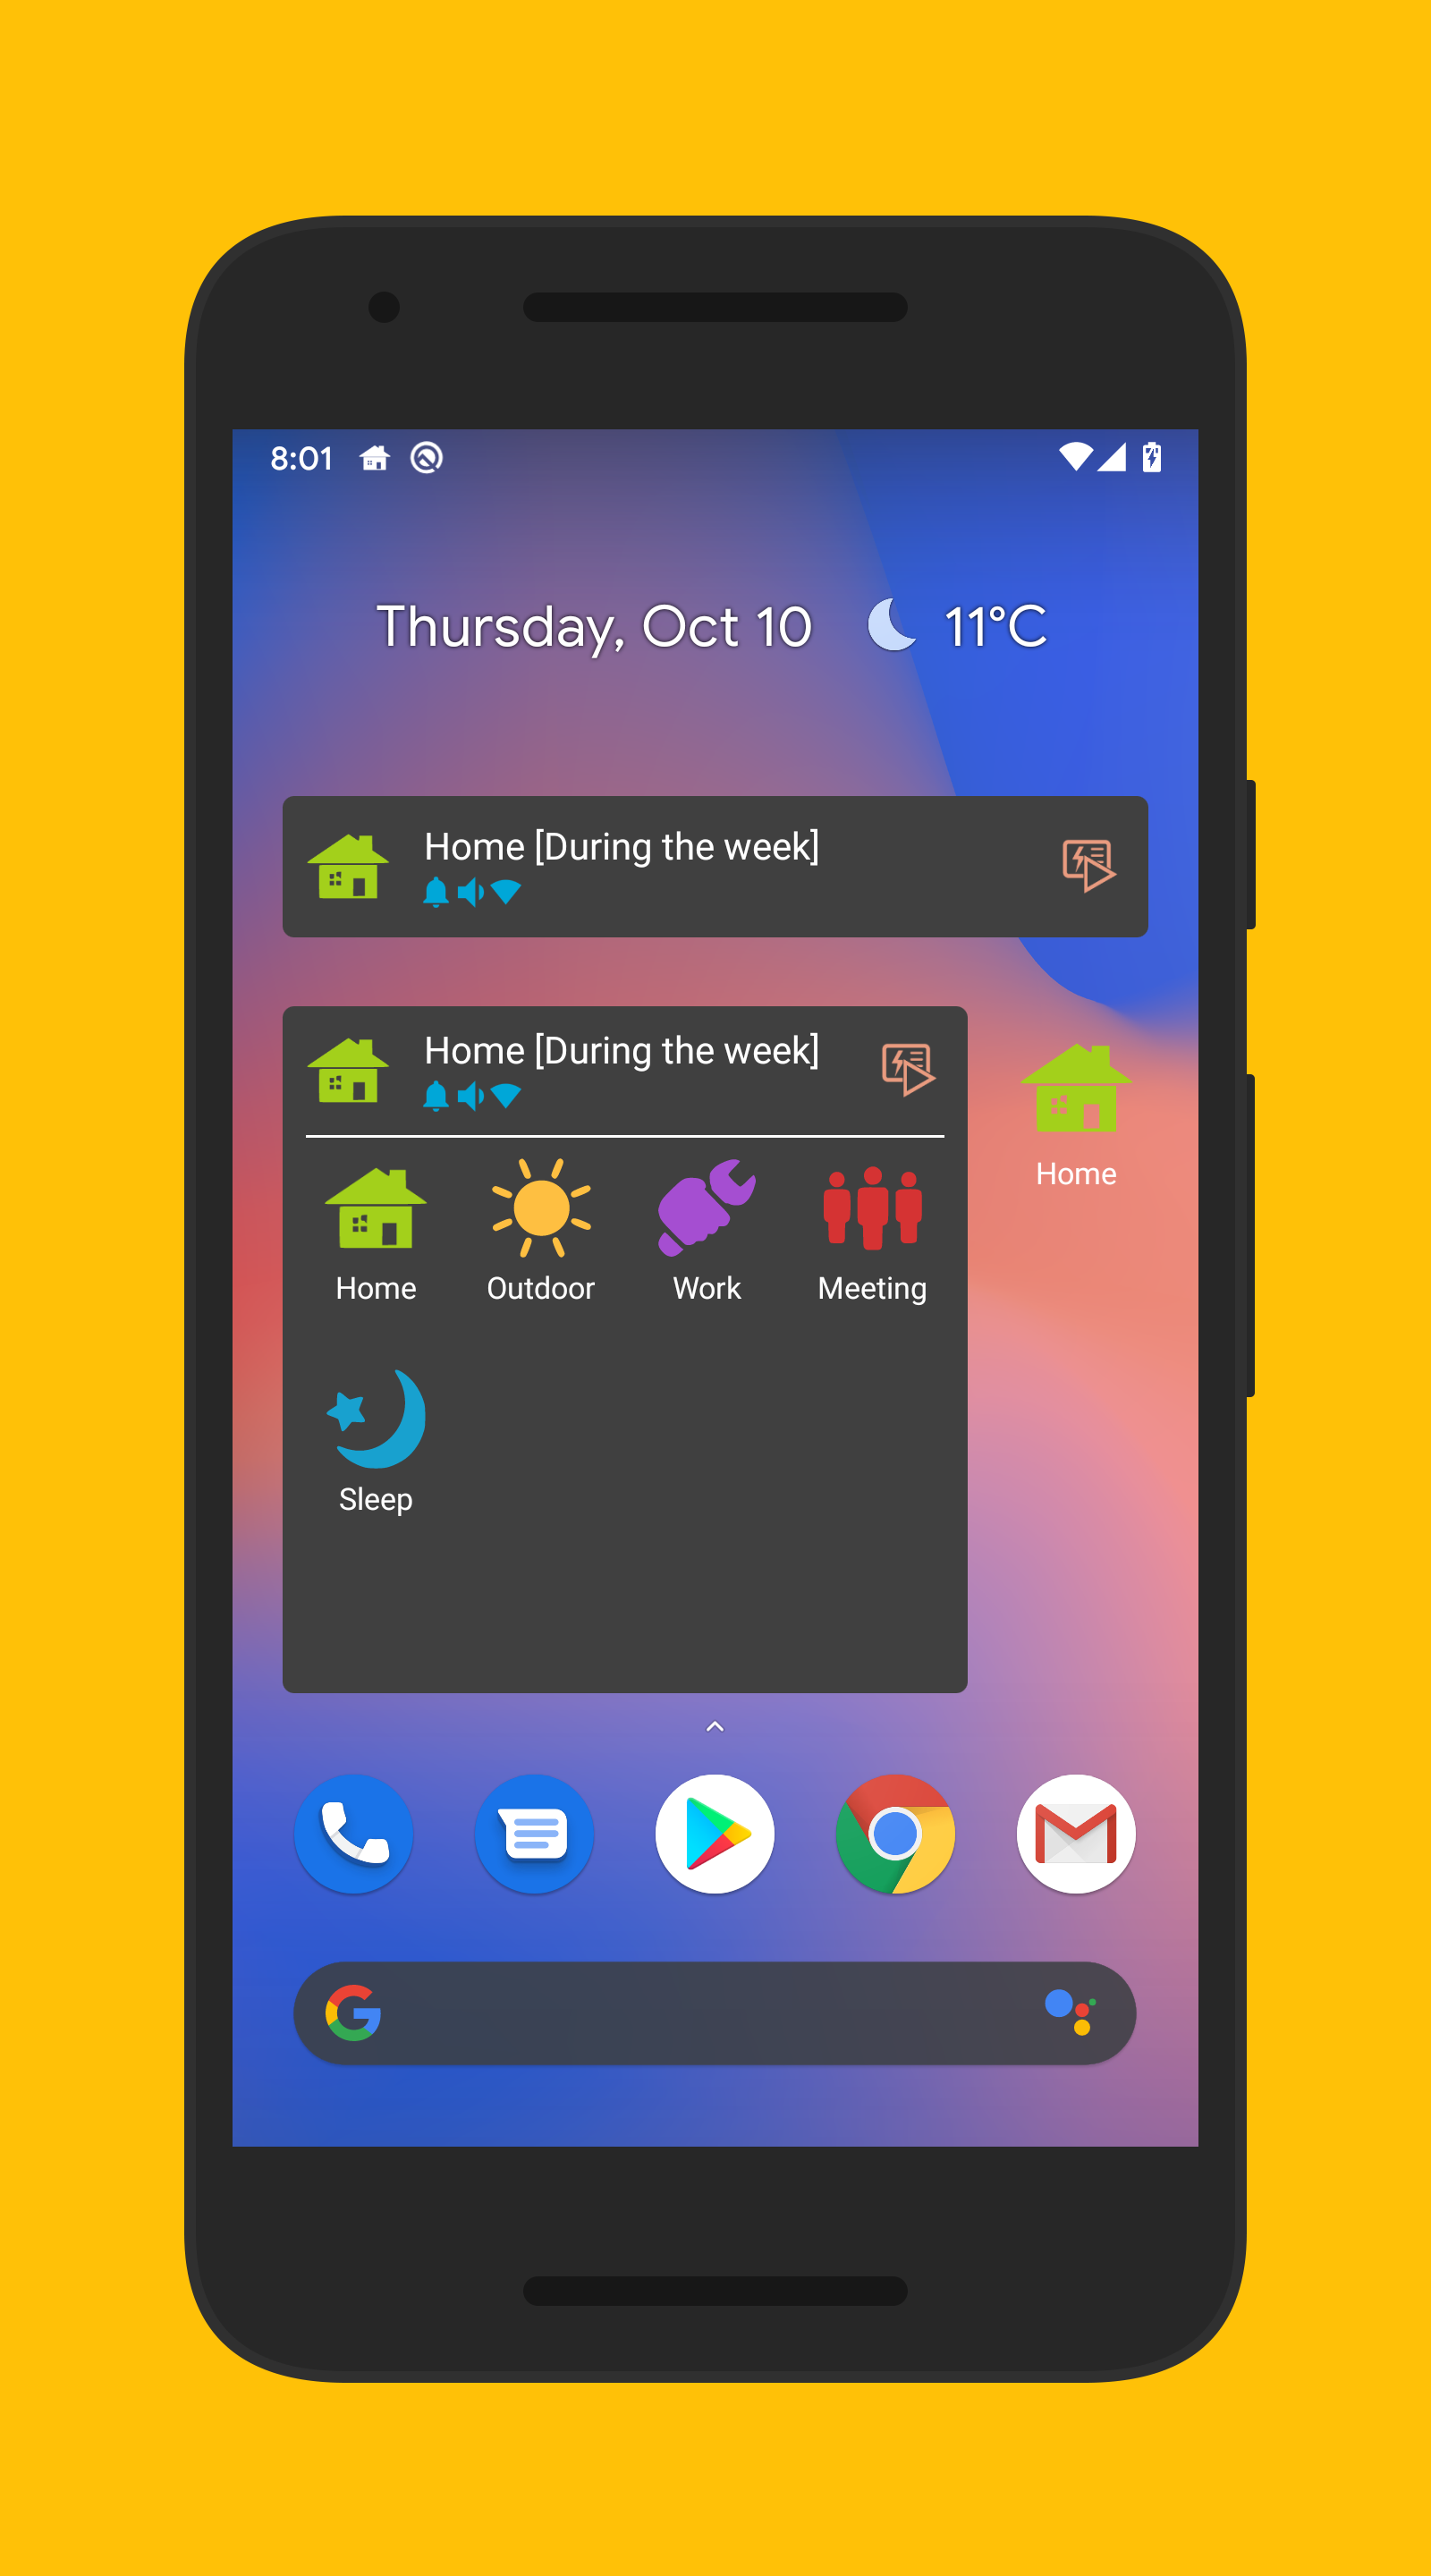 8:01
Thursday, Oct 10 11°C
Home [During the week]
Home [During the week]
Home
Home Outdoor Work Meeting
Sleep